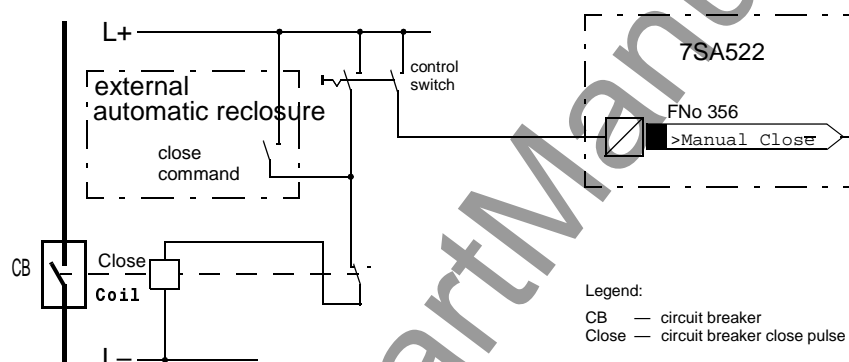 L+
external
automatic reclosure
control
switch
close
command
7SA522
FNo 356
>Manual Close
CB
Close
Coil
L–
Legend:
CB — circuit breaker
Close — circuit breaker close pulse